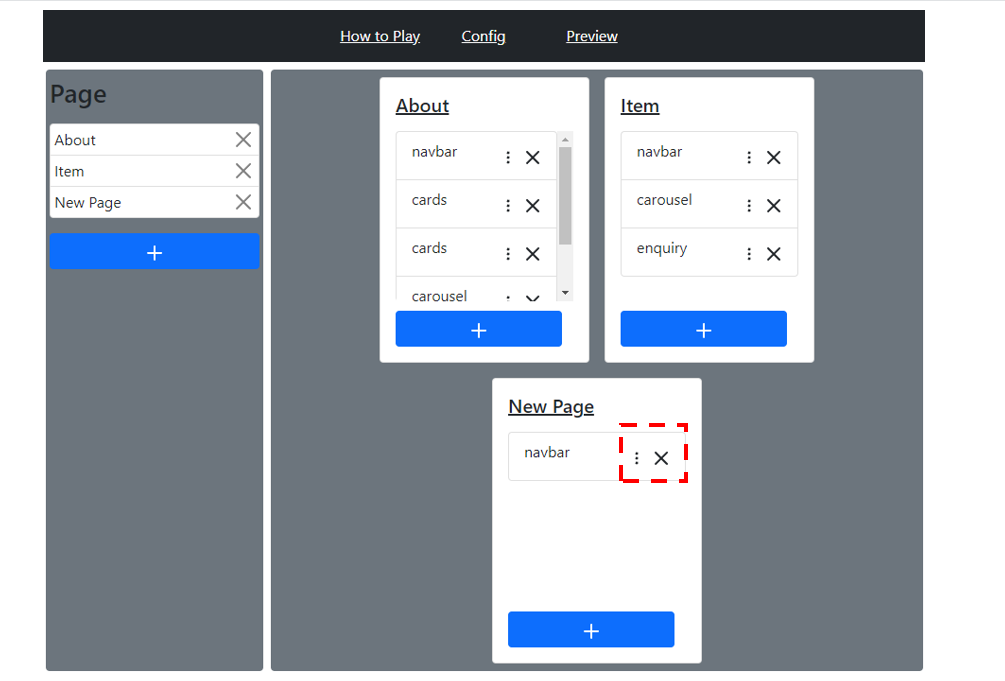 How to Play Config Preview
Page
About
Item
New Page
About
navbar
cards
cards
carousel
Item
navbar
carousel
enquiry
New Page
navbar